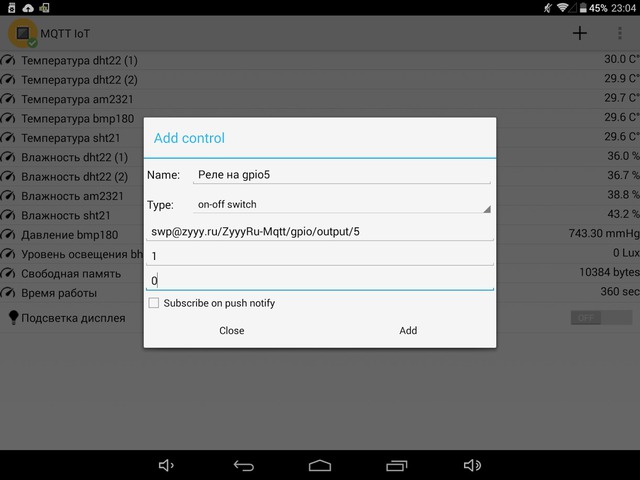 45% 23:04
MQTT IoT
Температура dht22 (1) 30.0 C°
Температура dht22 (2) 29.9 C°
Температура am2321 29.7 C°
Температура bmp180 29.6 C°
Температура sht21 29.6 C°
Влажность dht22 (1) 36.0 %
Влажность dht22 (2) 36.7 %
Влажность am2321 38.8 %
Влажность sht21 43.2 %
Давление bmp180 743.30 mmHg
Уровень освещения bh 0 Lux
Свободная память 10384 bytes
Время работы 360 sec
Подсветка дисплея OFF
Add control
Name: Реле на gpio5
Type: on-off switch
swp@zyyy.ru/ZyyyRu-Mqtt/gpio/output/5
1
0
Subscribe on push notify
Close Add